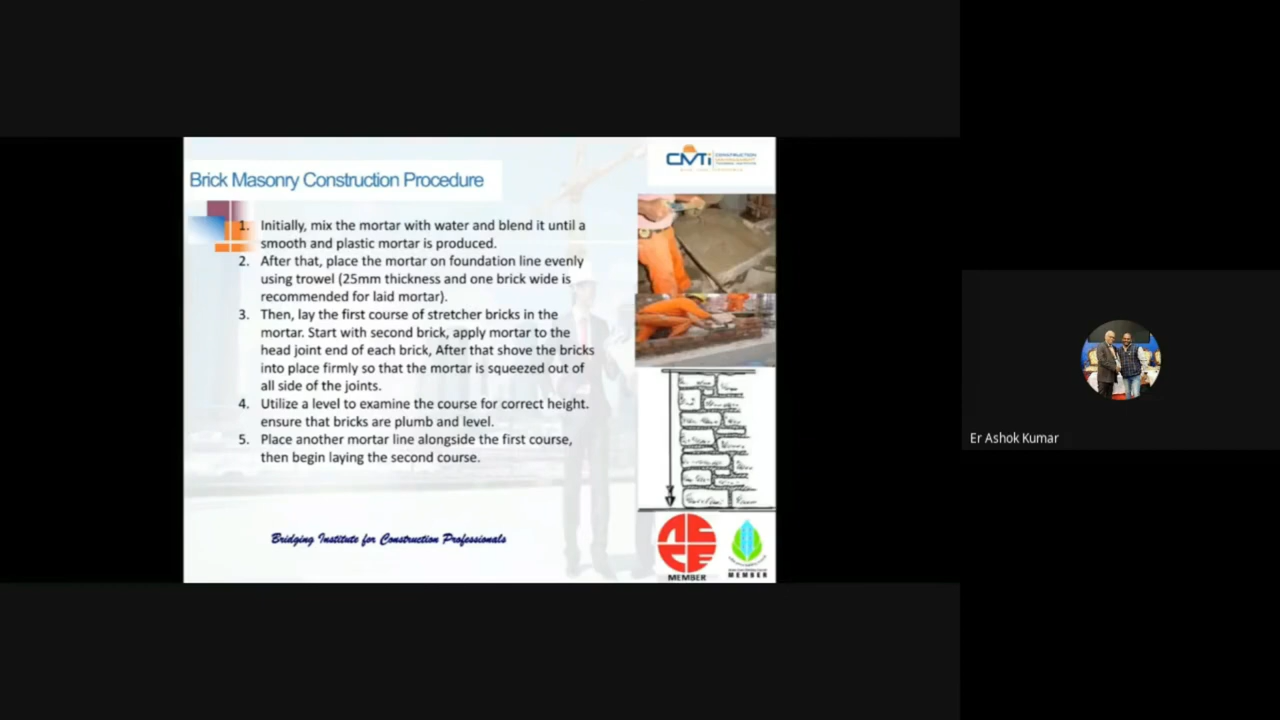 CMTi
CONSTRUCTION
Brick Masonry Construction Procedure
1. Initially, mix the mortar with water and blend it until a
smooth and plastic mortar is produced.
2. After that, place the mortar on foundation line evenly
using trowel (25mm thickness and one brick wide is
recommended for laid mortar).
3. Then, lay the first course of stretcher bricks in the
mortar. Start with second brick, apply mortar to the
head joint end of each brick, After that shove the bricks
into place firmly so that the mortar is squeezed out of
all side of the joints.
4. Utilize a level to examine the course for correct height.
ensure that bricks are plumb and level.
5. Place another mortar line alongside the first course,
then begin laying the second course.
Bridging Institute for Construction Professionals
MEMBER
MEMBER
Er Ashok Kumar